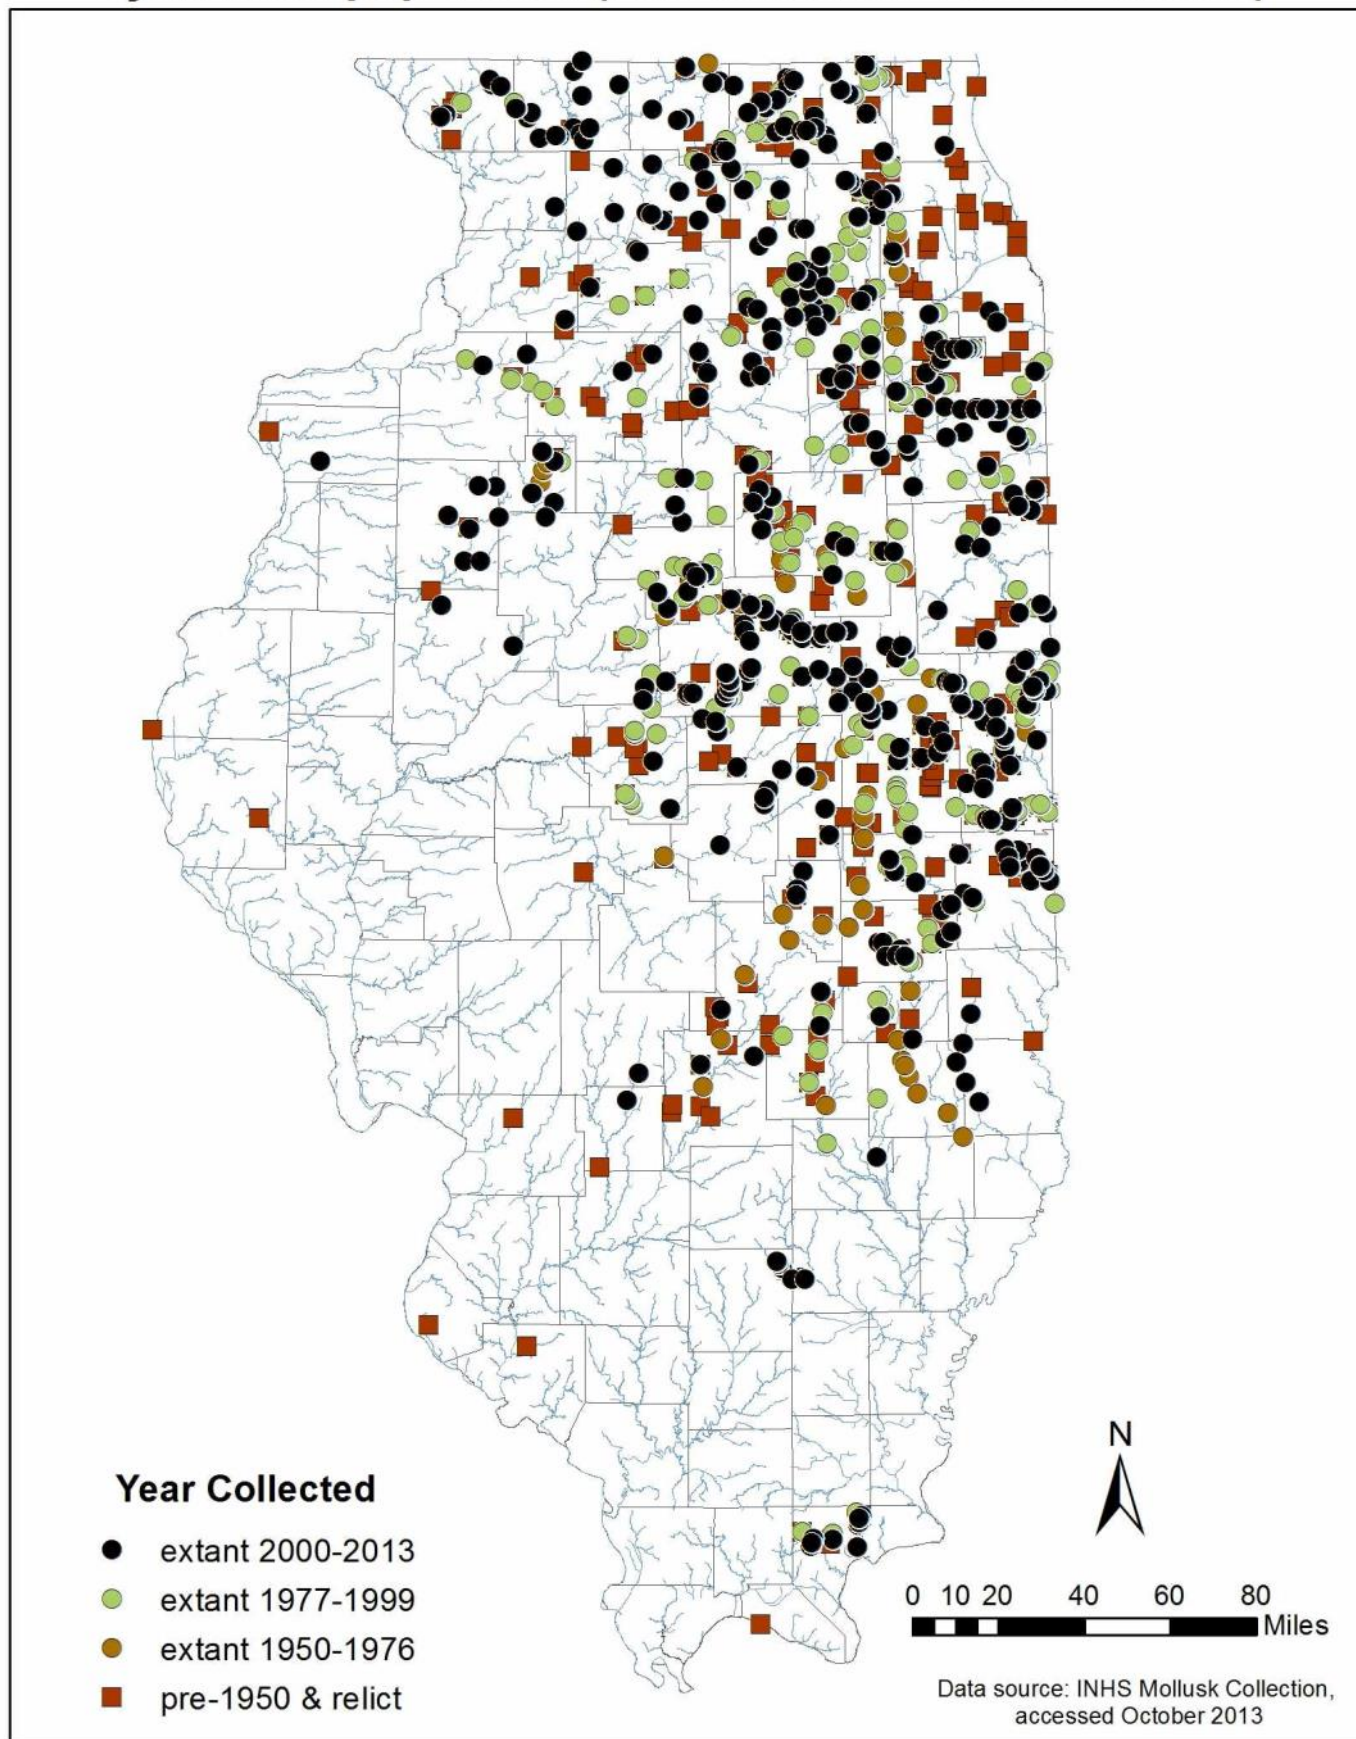 Year Collected
extant 2000-2013
extant 1977-1999
extant 1950-1976
pre-1950 & relict
N
0 10 20 40 60 80
Miles
Data source: INHS Mollusk Collection,
accessed October 2013